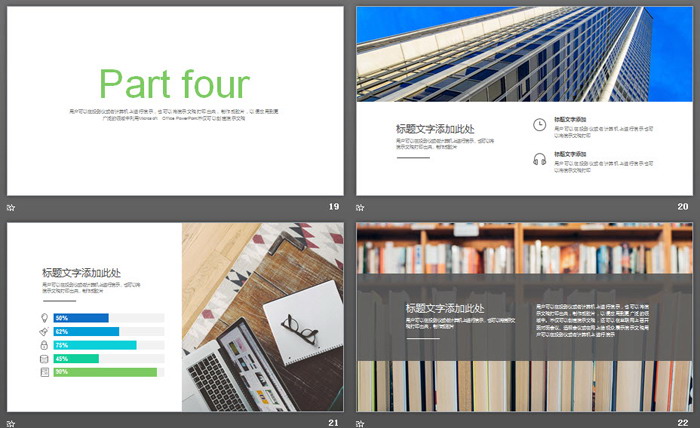 Part four
用户可以在投影仪或者计算机上进行演示，也可以将演示文稿打印出来，制作成胶片，以便应用到更
广泛的领域中利用Microsoft Office PowerPoint不仅可以创建演示文稿
19
标题文字添加此处
用户可以在投影仪或者计算机上进行演示，也可以将
演示文稿打印出来，制作成胶片
标题文字添加
用户可以在投影仪或者计算机上进行演示也可
以将演示文稿打印
标题文字添加
用户可以在投影仪或者计算机上进行演示也可
以将演示文稿打印
20
标题文字添加此处
用户可以在投影仪或者计算机上进行演示，也可以将
演示文稿打印出来，制作成胶片
50%
62%
75%
45%
99%
21
标题文字添加此处
用户可以在投影仪或者计算机上进行演示，也可以将演示文
稿打印出来，制作成胶片
用户可以在投影仪或者计算机上进行演示，也可以将演
示文稿打印出来，制作成胶片，以便应用到更广泛的领
域中，不仅可以创建演示文稿，还可以在互联网上召开
面对面会议、远程会议或在网上给观众展示演示文稿用
户可以在投影仪或者计算机上进行演示
22